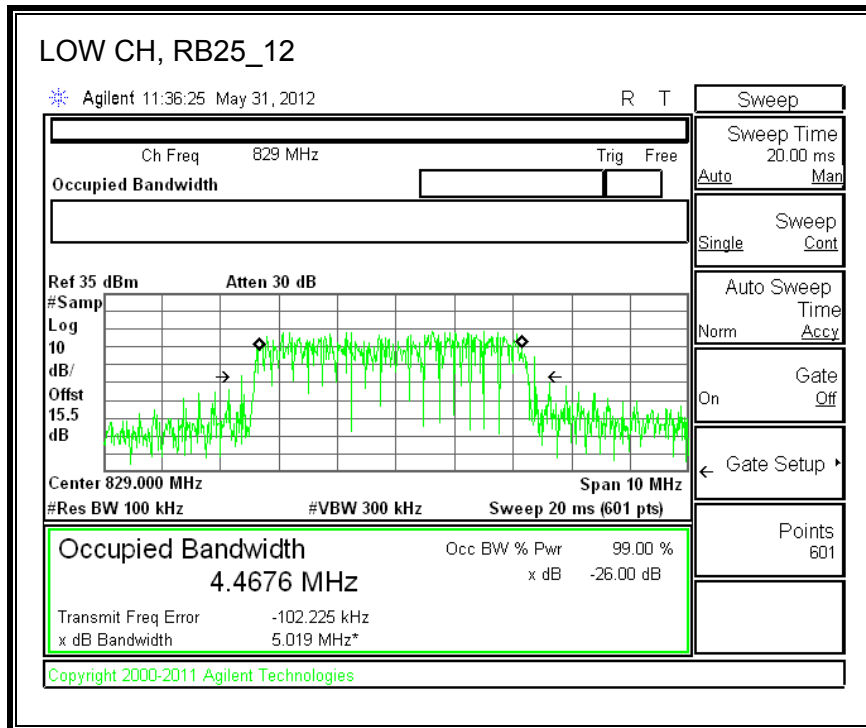 LOW CH, RB25_12
Agilent 11:36:25 May 31, 2012 R T
Ch Freq 829 MHz Trig Free
Occupied Bandwidth
Ref 35 dBm Atten 30 dB
#Samp
Log
10
dB/
Offst
15.5
dB
Center 829.000 MHz Span 10 MHz
#Res BW 100 kHz #VBW 300 kHz Sweep 20 ms (601 pts)
Occupied Bandwidth Occ BW % Pwr 99.00 %
4.4676 MHz x dB -26.00 dB
Transmit Freq Error -102.225 kHz
x dB Bandwidth 5.019 MHz*
Copyright 2000-2011 Agilent Technologies
Sweep
Sweep Time
20.00 ms
Auto Man
Sweep
Single Cont
Auto Sweep
Time
Norm Accy
Gate
On Off
Gate Setup
Points
601